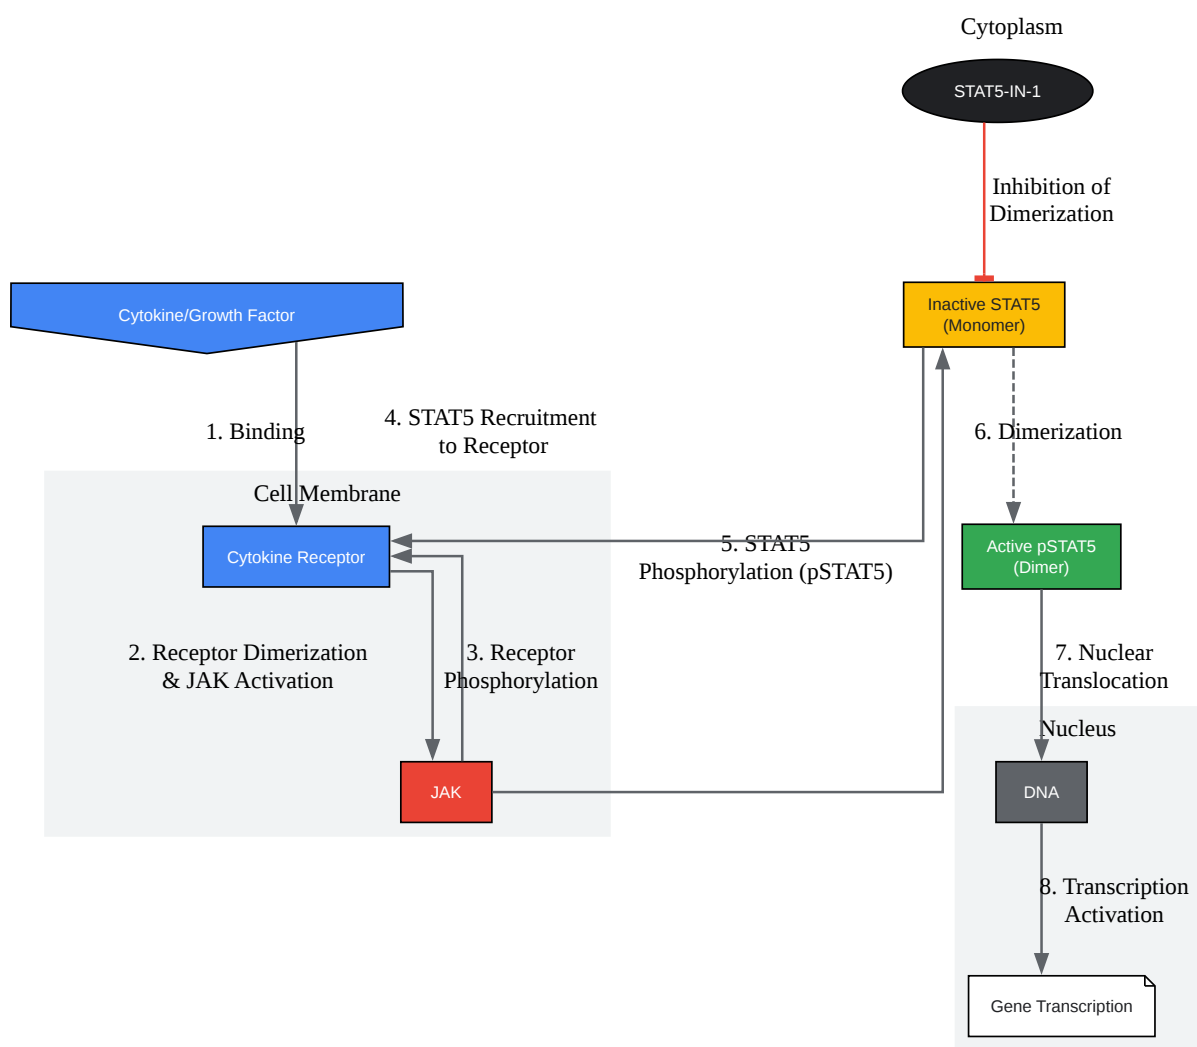 Cytoplasm
STAT5-IN-1
Inhibition of
Dimerization
Cytokine/Growth Factor
Inactive STAT5
(Monomer)
1. Binding
4. STAT5 Recruitment
to Receptor
6. Dimerization
Cell Membrane
Cytokine Receptor
5. STAT5
Phosphorylation (pSTAT5)
Active pSTAT5
(Dimer)
2. Receptor Dimerization
& JAK Activation
3. Receptor
Phosphorylation
7. Nuclear
Translocation
Nucleus
JAK
DNA
8. Transcription
Activation
Gene Transcription